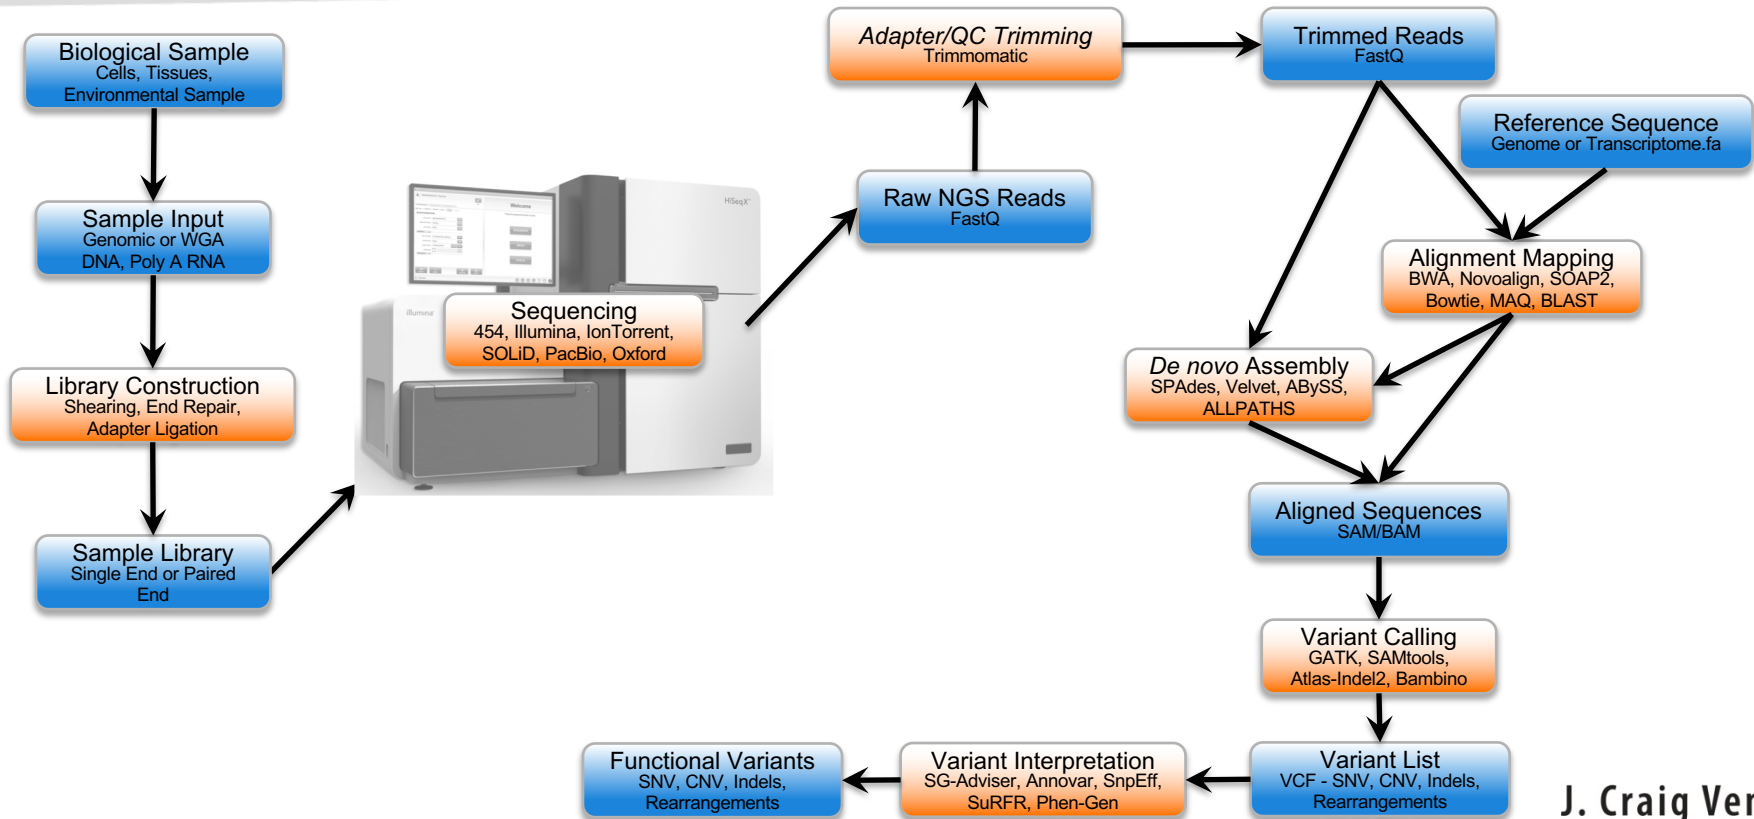 Biological Sample
Cells, Tissues,
Environmental Sample
Sample Input
Genomic or WGA
DNA, Poly A RNA
Library Construction
Shearing, End Repair,
Adapter Ligation
Sample Library
Single End or Paired
End
Welcome
HiSeqX
illumina
Sequencing
454, Illumina, IonTorrent,
SOLiD, PacBio, Oxford
Raw NGS Reads
FastQ
Adapter/QC Trimming
Trimmomatic
Trimmed Reads
FastQ
Reference Sequence
Genome or Transcriptome.fa
Alignment Mapping
BWA, Novoalign, SOAP2,
Bowtie, MAQ, BLAST
De novo Assembly
SPAdes, Velvet, ABySS,
ALLPATHS
Aligned Sequences
SAM/BAM
Variant Calling
GATK, SAMtools,
Atlas-Indel2, Bambino
Variant List
VCF - SNV, CNV, Indels,
Rearrangements
Variant Interpretation
SG-Adviser, Annovar, SnpEff,
SuRFR, Phen-Gen
Functional Variants
SNV, CNV, Indels,
Rearrangements
J. Craig Ver